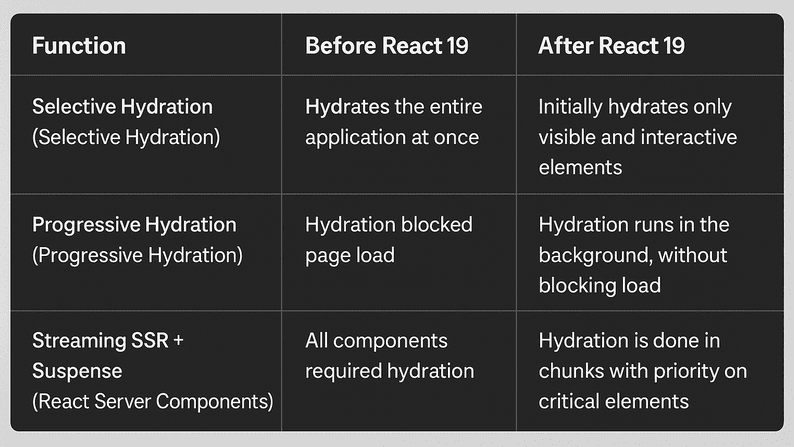 Function Before React 19 After React 19
Selective Hydration
(Selective Hydration)
Hydrates the entire
application at once
Initially hydrates only
visible and interactive
elements
Progressive Hydration
(Progressive Hydration)
Hydration blocked
page load
Hydration runs in the
background, without
blocking load
Streaming SSR +
Suspense
(React Server Components)
All components
required hydration
Hydration is done in
chunks with priority on
critical elements